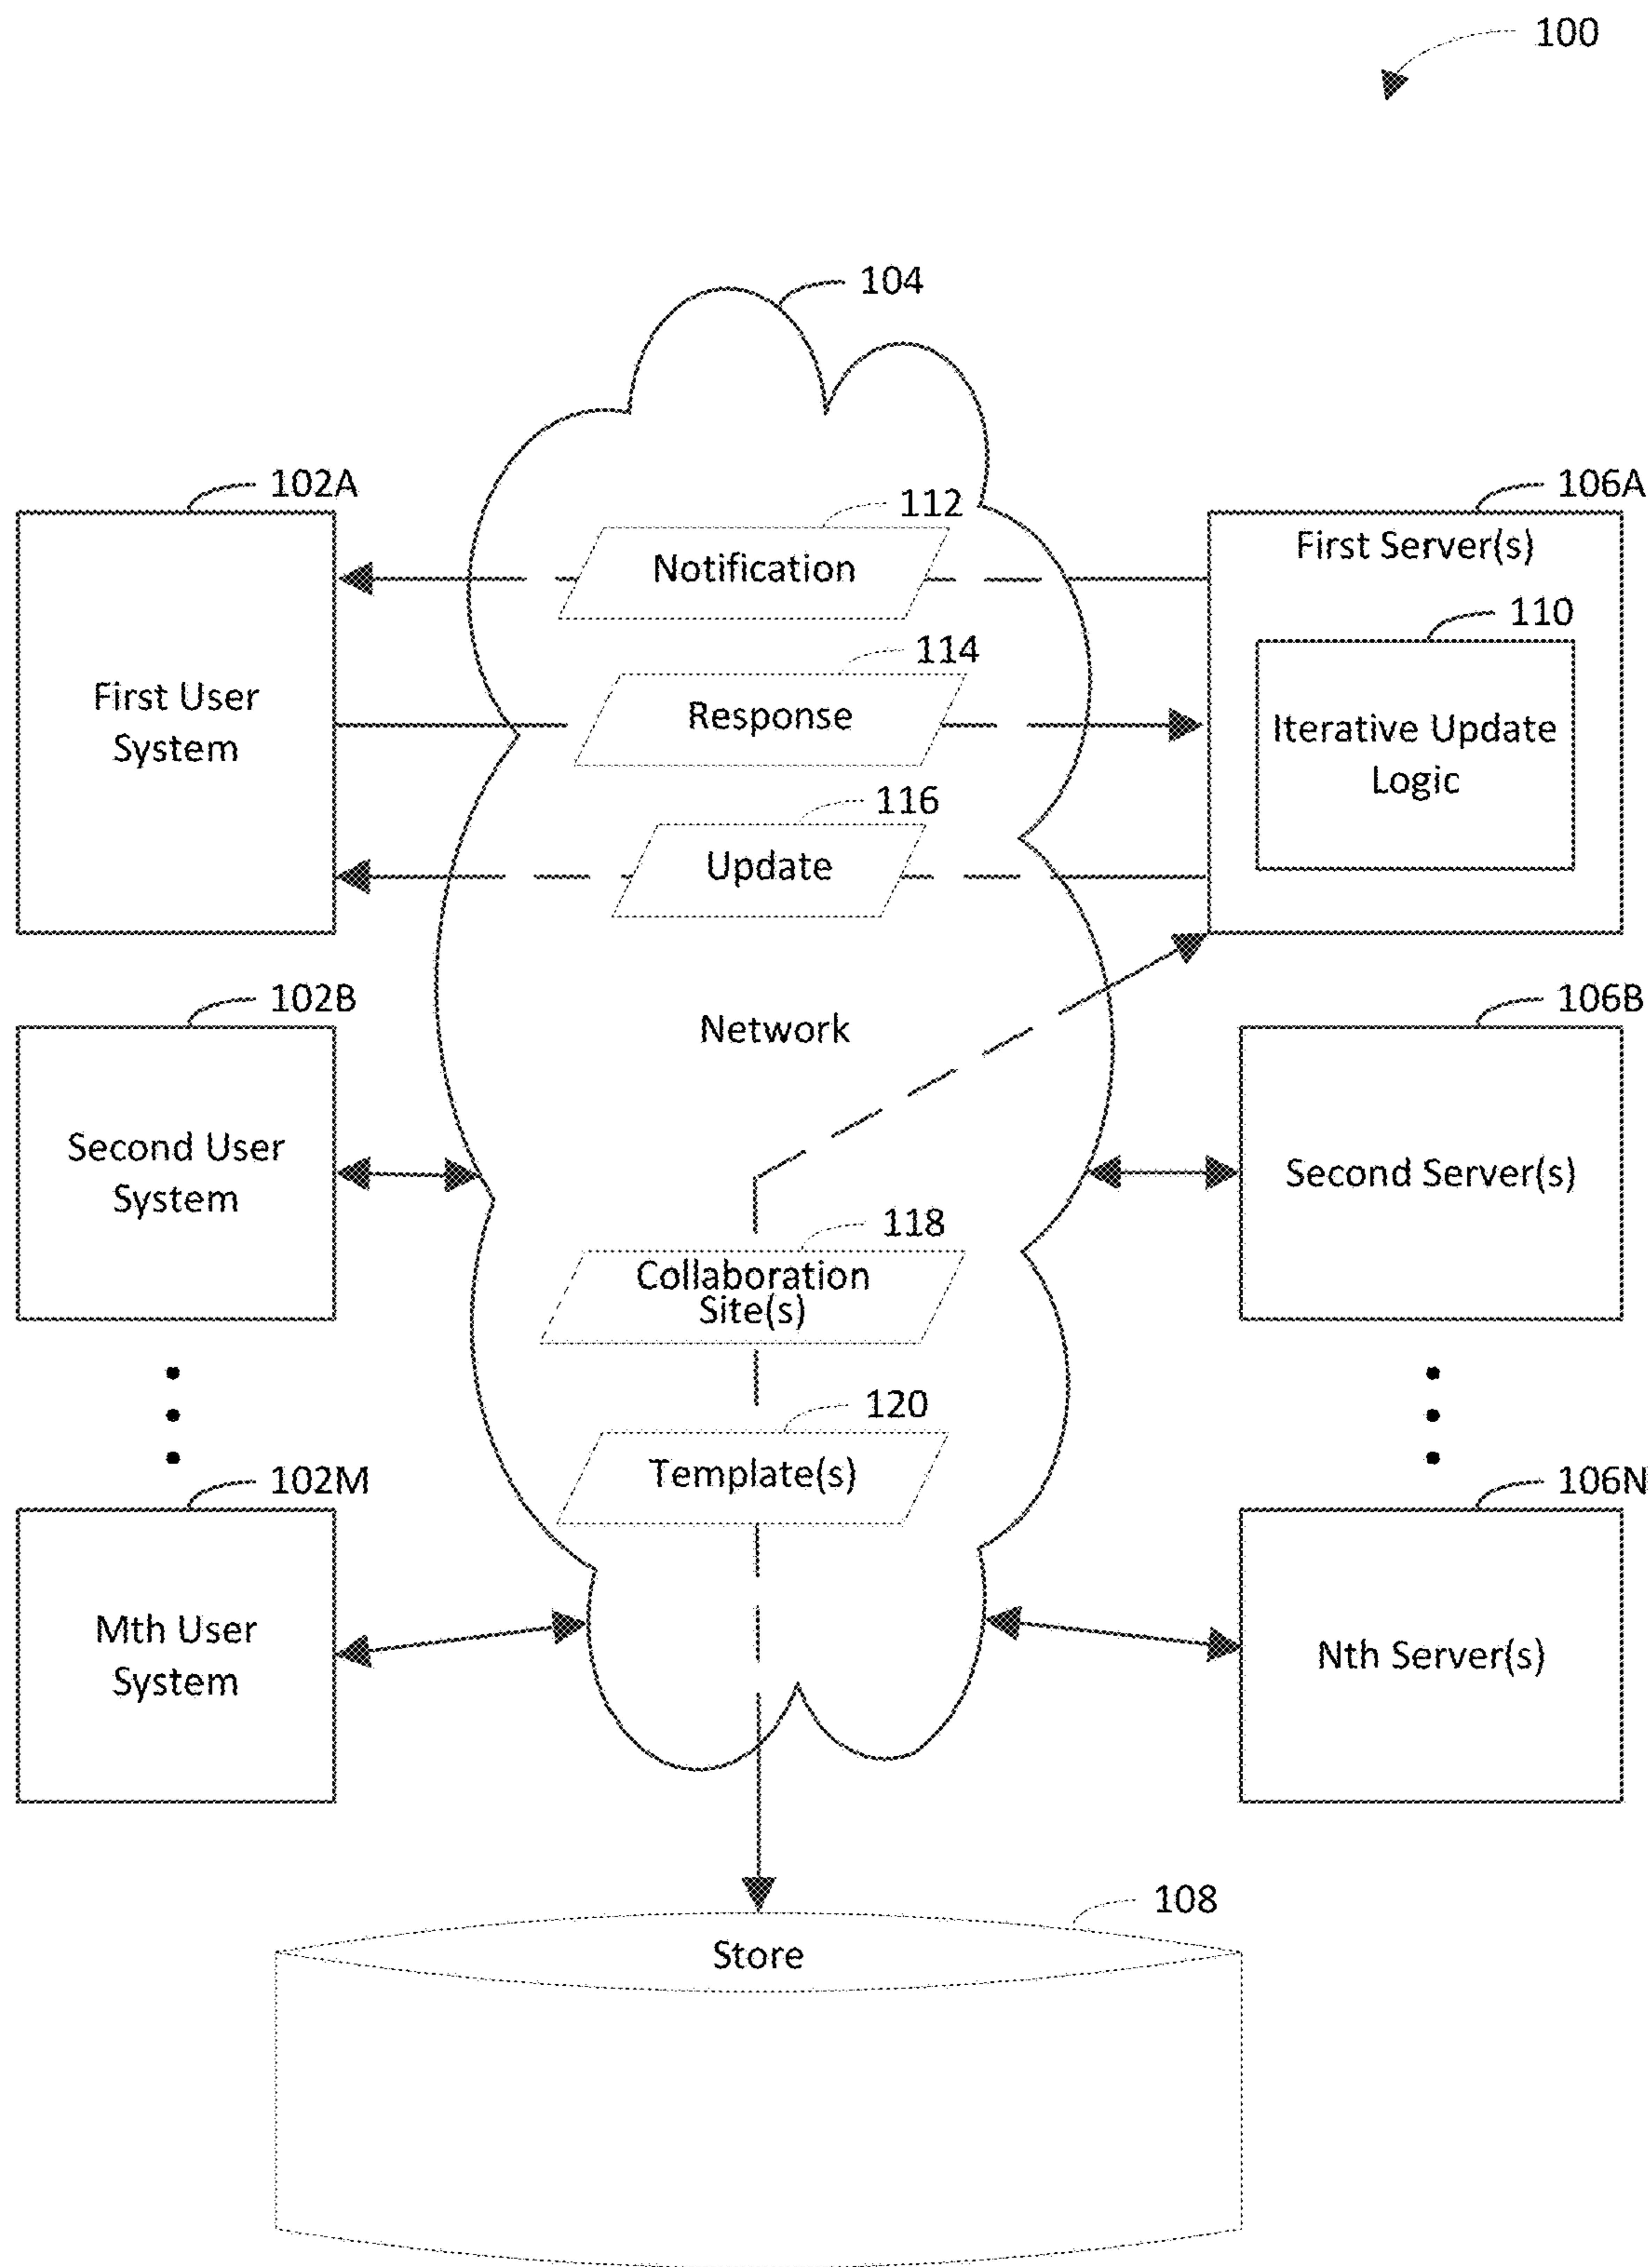 100
104
102A
112
106A
Notification
First Server(s)
110
114
First User
System
Response
Iterative Update
Logic
116
Update
102B
106B
Network
Second User
System
Second Server(s)
118
Collaboration
Site(s)
120
Template(s)
102M
106N
Mth User
System
Nth Server(s)
108
Store